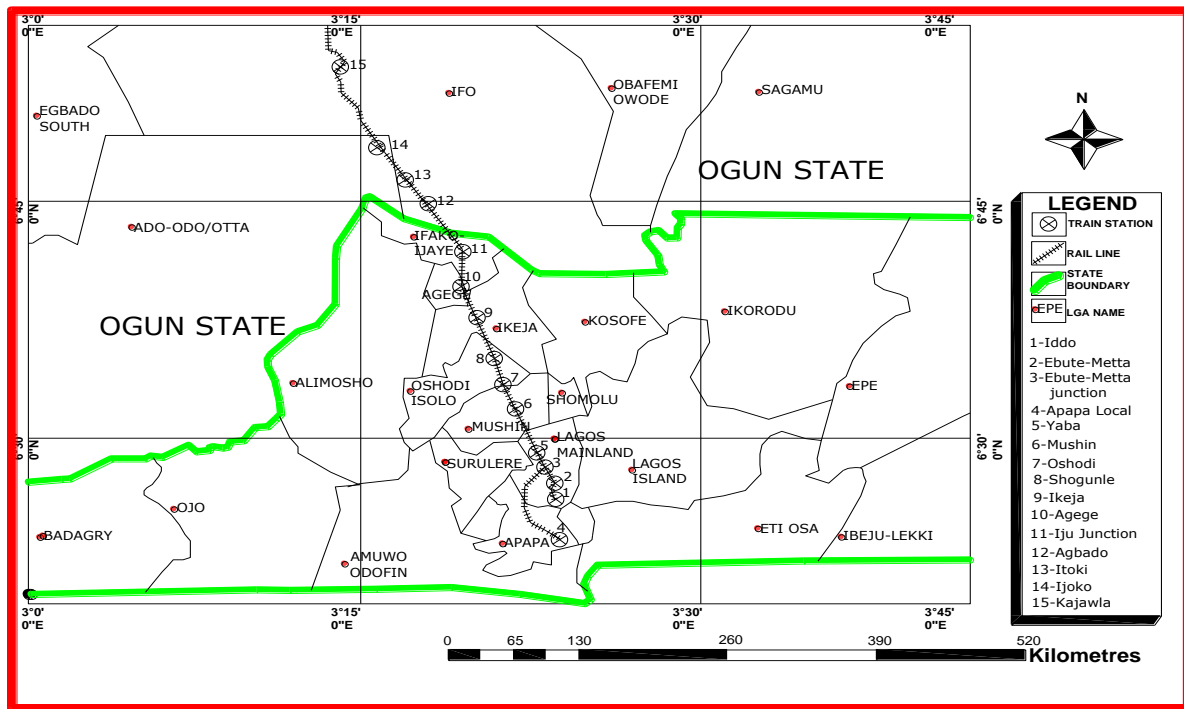 3°0'
0"E
3°15'
0"E
3°30'
0"E
3°45'
0"E
15
IFO
OBAFEMI
OWODE
SAGAMU
EGBADO
SOUTH
14
OGUN STATE
13
12
6°45'
0"N
6°45'
0"N
ADO-ODO/OTTA
IFAKO-
IJAYE
11
10
AGEGE
9
IKEJA
KOSOFE
IKORODU
OGUN STATE
8
7
ALIMOSHO
OSHODI
ISOLO
SHOMOLU
EPE
6
MUSHIN
LAGOS
MAINLAND
6°30'
0"N
6°30'
0"N
5
SURULERE
3
LAGOS
ISLAND
2
1
OJO
BADAGRY
ETI OSA
IBEJU-LEKKI
4
APAPA
AMUWO
ODOFIN
3°0'
0"E
3°15'
0"E
3°30'
0"E
3°45'
0"E
0 65 130 260 390 520
Kilometres
N
LEGEND
TRAIN STATION
RAIL LINE
STATE
BOUNDARY
EPE LGA NAME
1-Iddo
2-Ebute-Metta
3-Ebute-Metta
junction
4-Apapa Local
5-Yaba
6-Mushin
7-Oshodi
8-Shogunle
9-Ikeja
10-Agege
11-Iju Junction
12-Agbado
13-Itoki
14-Ijoko
15-Kajawla